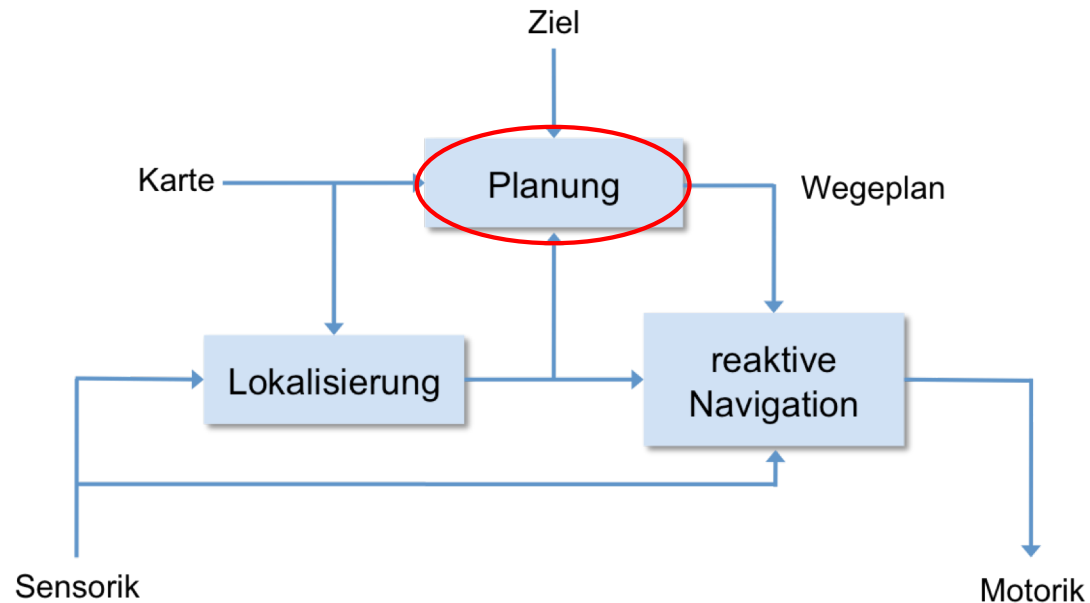 Ziel
Karte
Planung
Wegeplan
Lokalisierung
reaktive
Navigation
Sensorik
Motorik